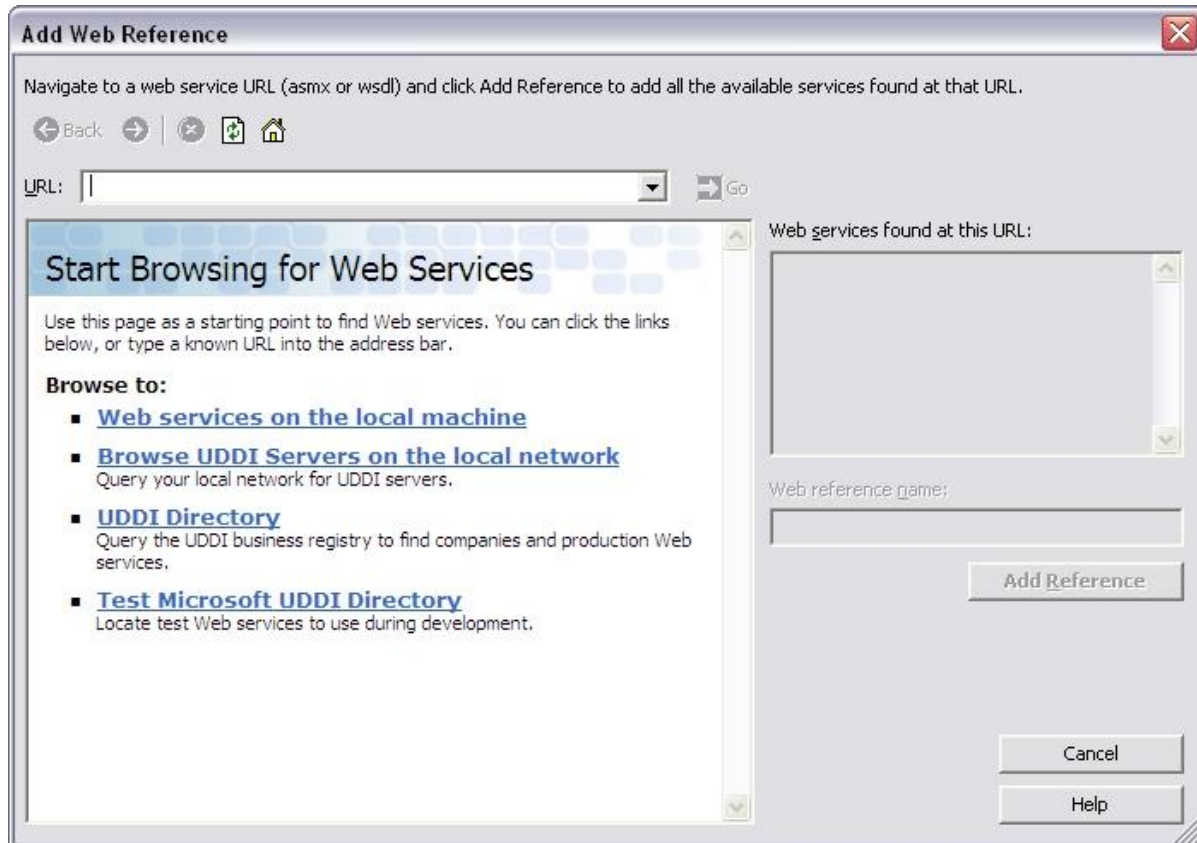 Add Web Reference
Navigate to a web service URL (asmx or wsdl) and click Add Reference to add all the available services found at that URL.
Back
URL:
Go
Start Browsing for Web Services
Use this page as a starting point to find Web services. You can click the links
below, or type a known URL into the address bar.
Browse to:
Web services on the local machine
Browse UDDI Servers on the local network
Query your local network for UDDI servers.
UDDI Directory
Query the UDDI business registry to find companies and production Web
services.
Test Microsoft UDDI Directory
Locate test Web services to use during development.
Web services found at this URL:
Web reference name:
Add Reference
Cancel
Help